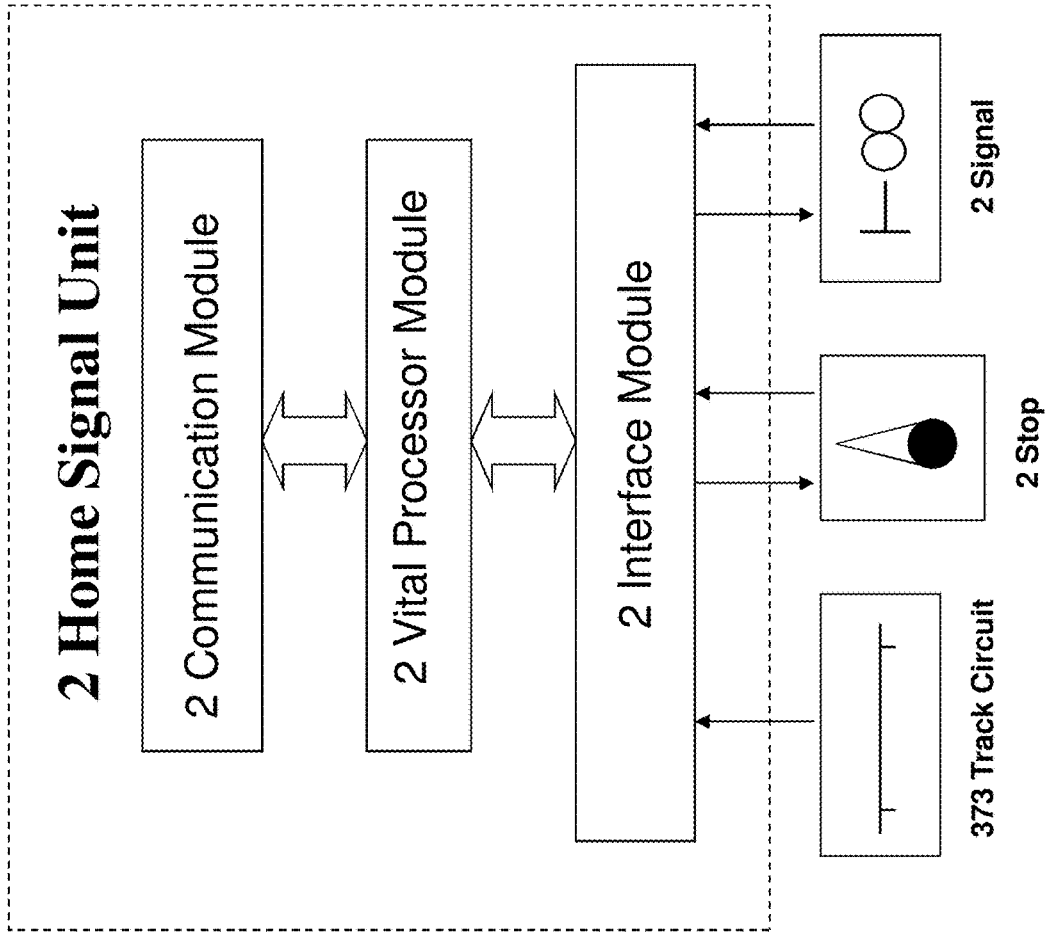 2 Home Signal Unit
2 Communication Module
2 Vital Processor Module
2 Interface Module
373 Track Circuit
2 Stop
2 Signal